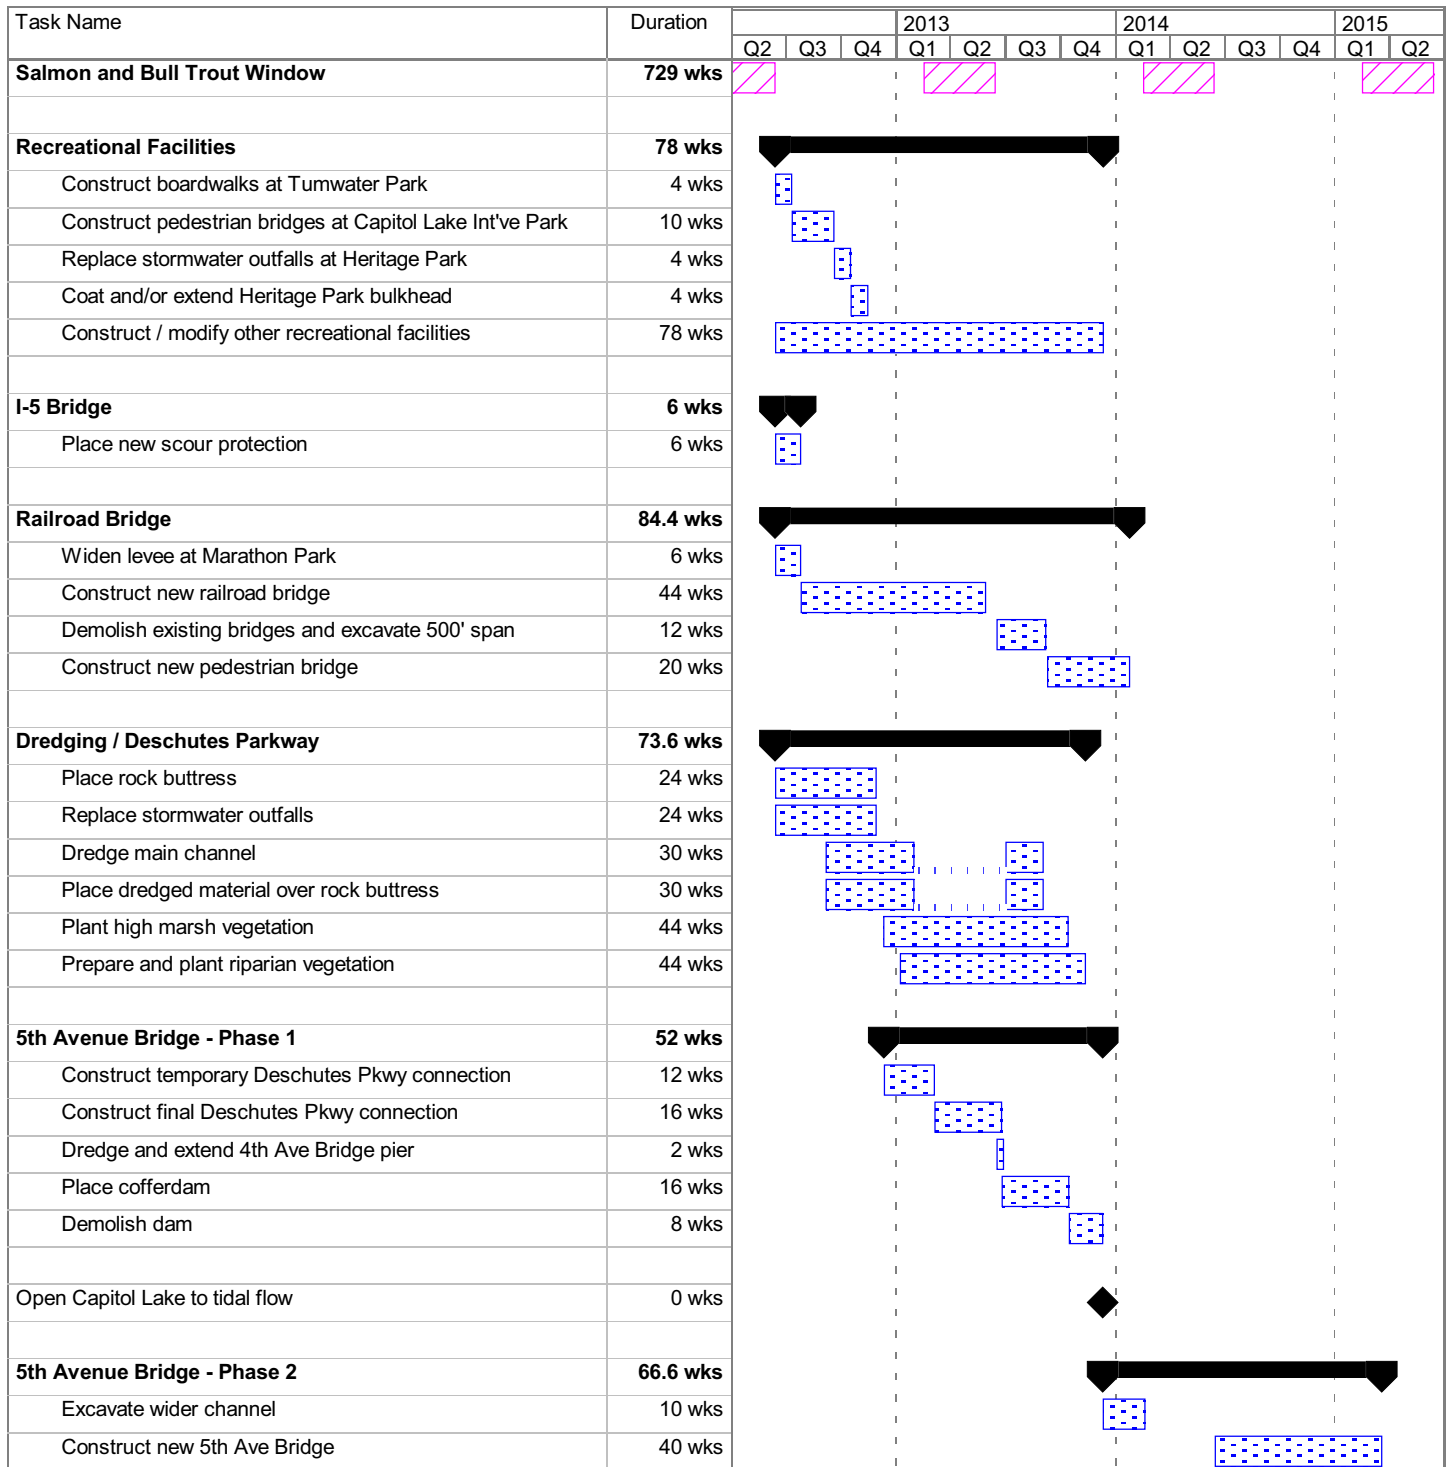 Task Name Duration 2013 2014 2015
Q2 Q3 Q4 Q1 Q2 Q3 Q4 Q1 Q2 Q3 Q4 Q1 Q2
Salmon and Bull Trout Window 729 wks
Recreational Facilities 78 wks
Construct boardwalks at Tumwater Park 4 wks
Construct pedestrian bridges at Capitol Lake Int've Park 10 wks
Replace stormwater outfalls at Heritage Park 4 wks
Coat and/or extend Heritage Park bulkhead 4 wks
Construct / modify other recreational facilities 78 wks
I-5 Bridge 6 wks
Place new scour protection 6 wks
Railroad Bridge 84.4 wks
Widen levee at Marathon Park 6 wks
Construct new railroad bridge 44 wks
Demolish existing bridges and excavate 500' span 12 wks
Construct new pedestrian bridge 20 wks
Dredging / Deschutes Parkway 73.6 wks
Place rock buttress 24 wks
Replace stormwater outfalls 24 wks
Dredge main channel 30 wks
Place dredged material over rock buttress 30 wks
Plant high marsh vegetation 44 wks
Prepare and plant riparian vegetation 44 wks
5th Avenue Bridge - Phase 1 52 wks
Construct temporary Deschutes Pkwy connection 12 wks
Construct final Deschutes Pkwy connection 16 wks
Dredge and extend 4th Ave Bridge pier 2 wks
Place cofferdam 16 wks
Demolish dam 8 wks
Open Capitol Lake to tidal flow 0 wks
5th Avenue Bridge - Phase 2 66.6 wks
Excavate wider channel 10 wks
Construct new 5th Ave Bridge 40 wks